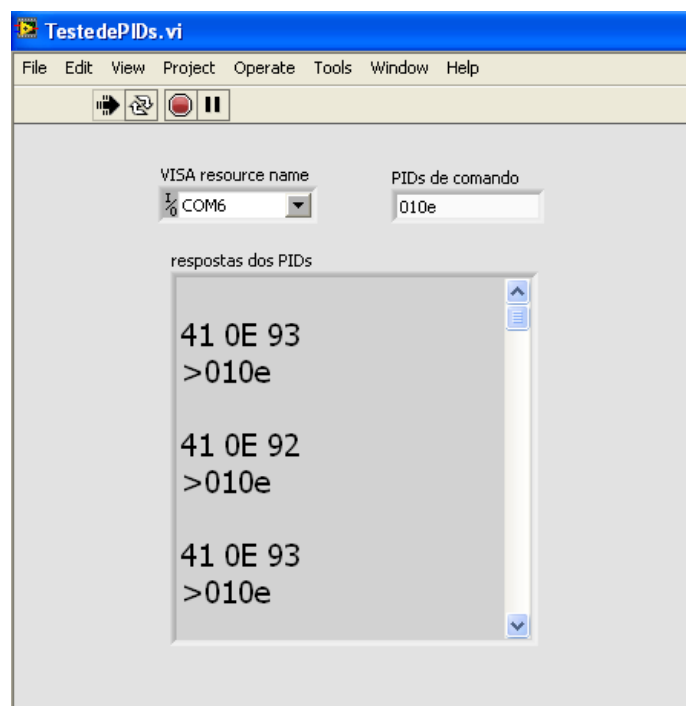 TestedePIDs.vi
File Edit View Project Operate Tools Window Help
VISA resource name
PIDs de comando
I/O COM6
010e
respostas dos PIDs
41 0E 93
>010e
41 0E 92
>010e
41 0E 93
>010e